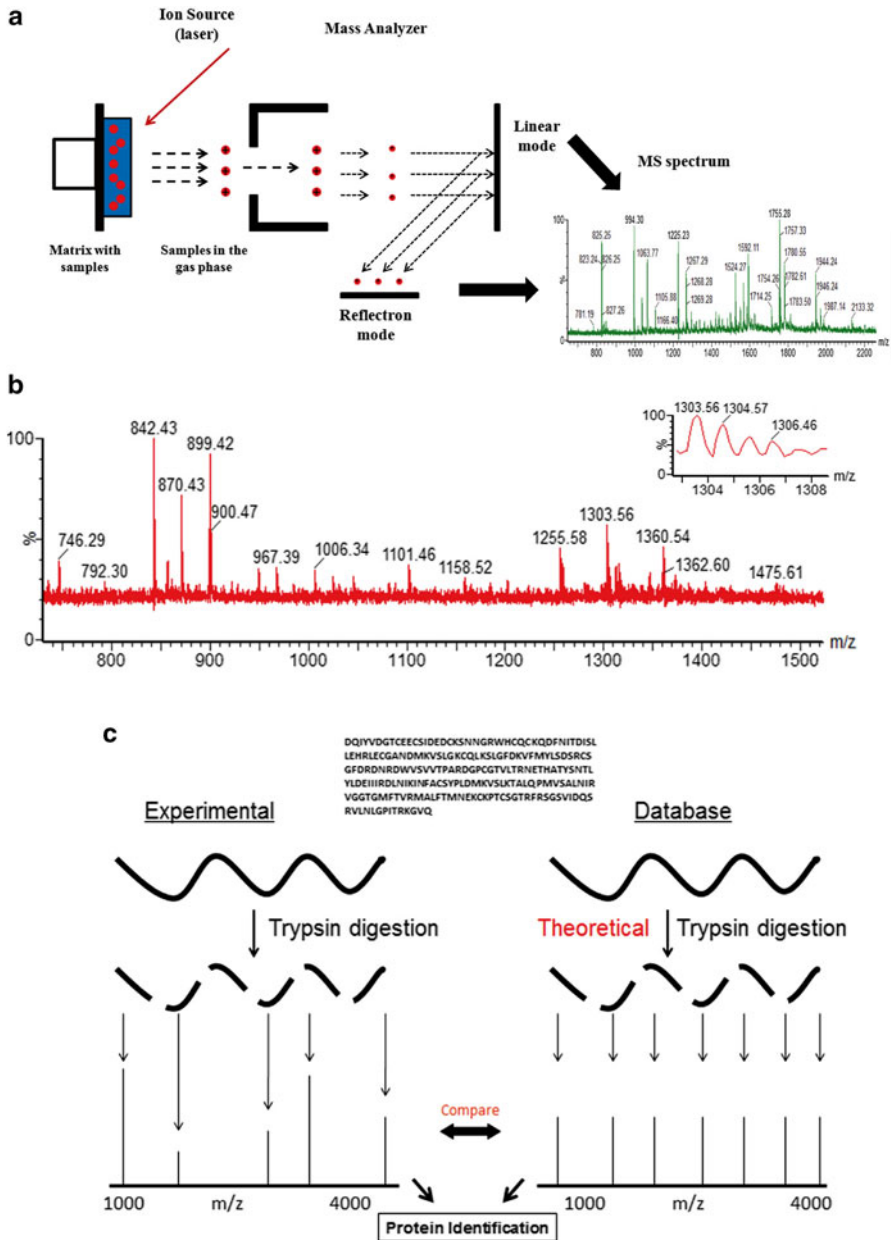 a
Ion Source
(laser)
Mass Analyzer
Linear
mode
MS spectrum
Matrix with
samples
Samples in the
gas phase
Reflectron
mode
100
%
0
781.19
823.24
825.25
826.25
827.26
994.30
1063.77
1105.88
1166.40
1225.23
1267.29
1268.28
1269.28
1524.27
1592.11
1714.25
1754.26
1755.28
1757.33
1780.55
1782.61
1783.50
1944.24
1946.24
1987.14
2133.32
m/z
800 1000 1200 1400 1600 1800 2000 2200
b
100
%
0
746.29
792.30
842.43
870.43
899.42
900.47
967.39
1006.34
1101.46
1158.52
1255.58
1303.56
1360.54
1362.60
1475.61
m/z
800 900 1000 1100 1200 1300 1400 1500
100
%
0
1303.56
1304.57
1306.46
m/z
1304 1306 1308
c
DQIYVDGTCEECSIDEDCKSNNGRWHCQCKQDFNITDISL
LEHRLECGANDMKVSLGKCQLKSLGFDKVFMYLSDSRCS
GFDRDNRDWVSVVTPARDGPCGTVLTRNETHATYSNTL
YLDEIIIRDLNIKINFACSYPLDMKVSLKTALQPMVSALNIR
VGGTGMFTVRMALFTMNEKCKPTCSGTRFRSGSVIDQS
RVLNLGPITRKGVQ
Experimental
Database
Trypsin digestion
Theoretical
Trypsin digestion
Compare
1000 m/z 4000
1000 m/z 4000
Protein Identification